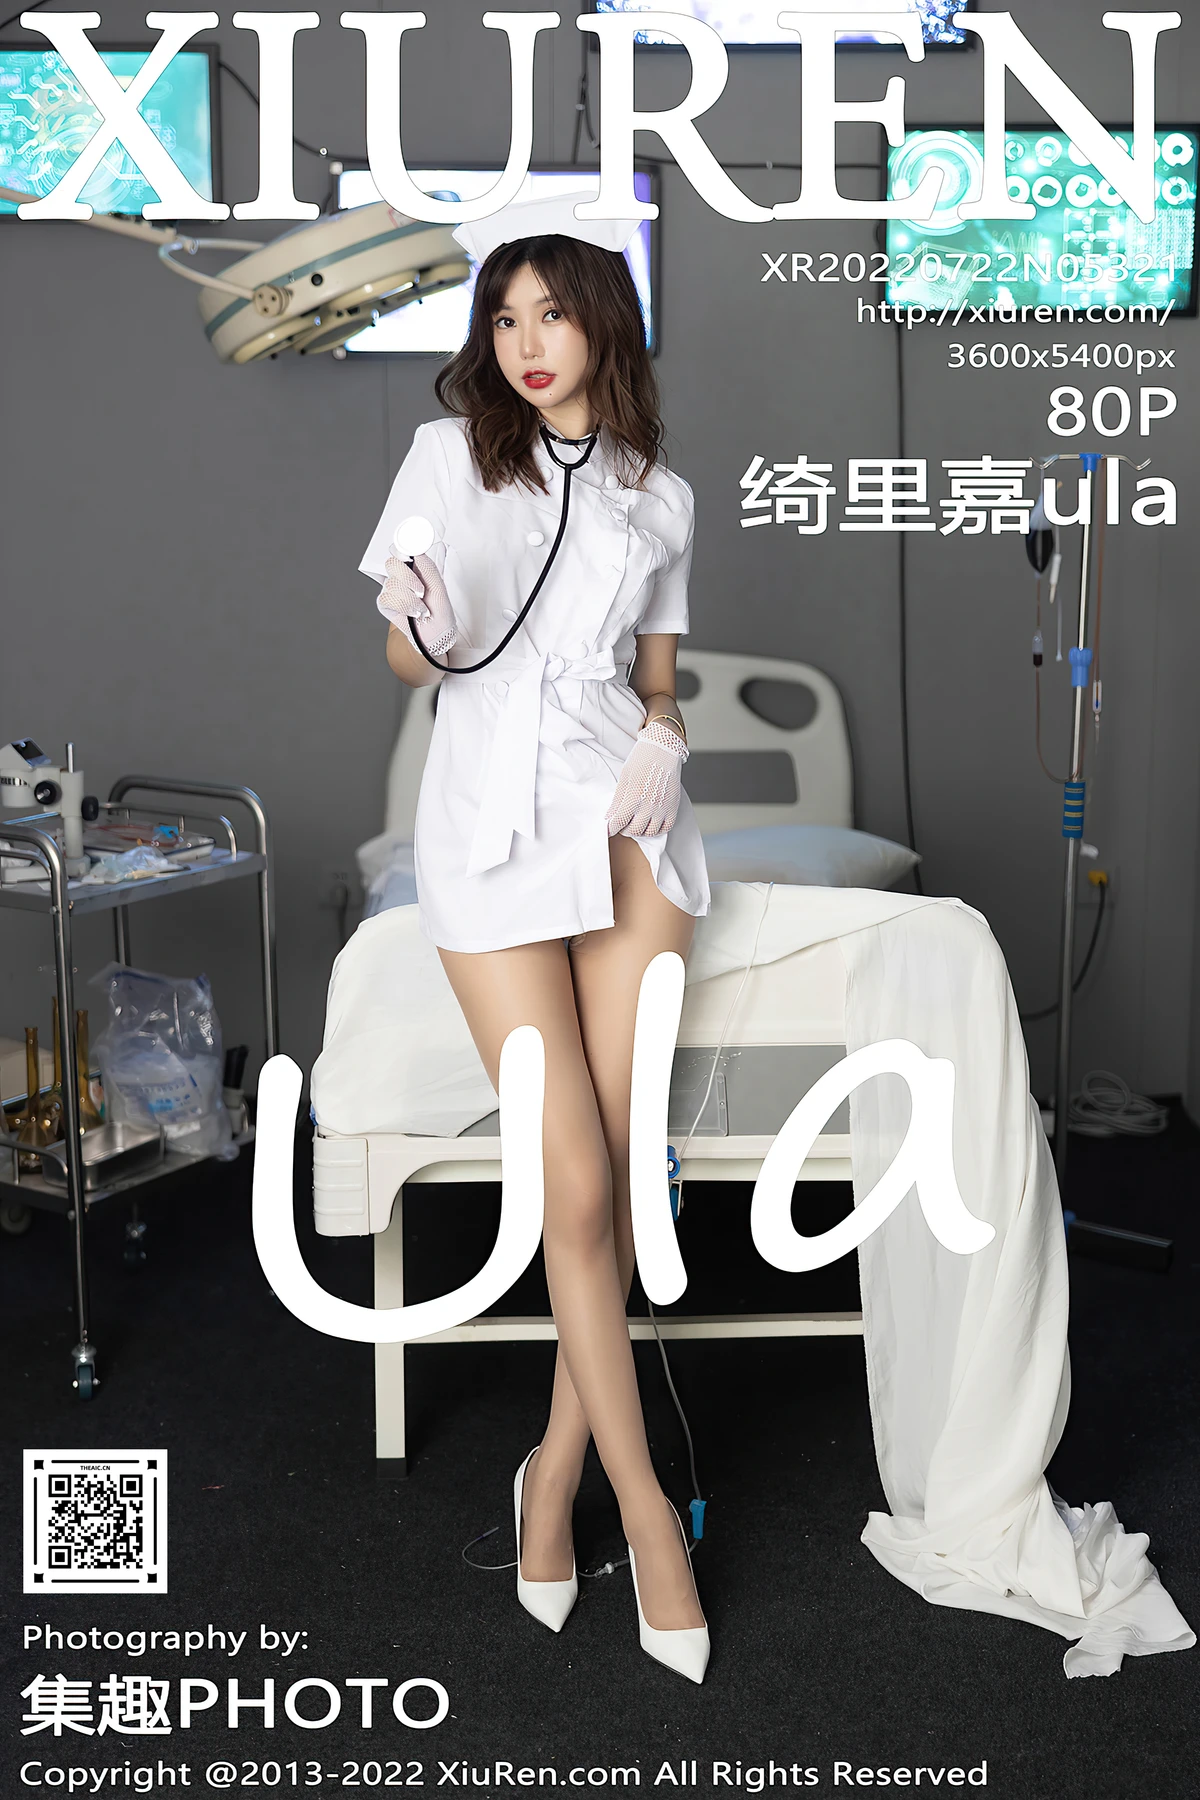 XIUREN
XR20220722N05321
http://xiuren.com/
3600x5400px
80P
绮里嘉ula
Ula
THEAIC.CN
Photography by:
集趣PHOTO
Copyright @2013-2022 XiuRen.com All Rights Reserved